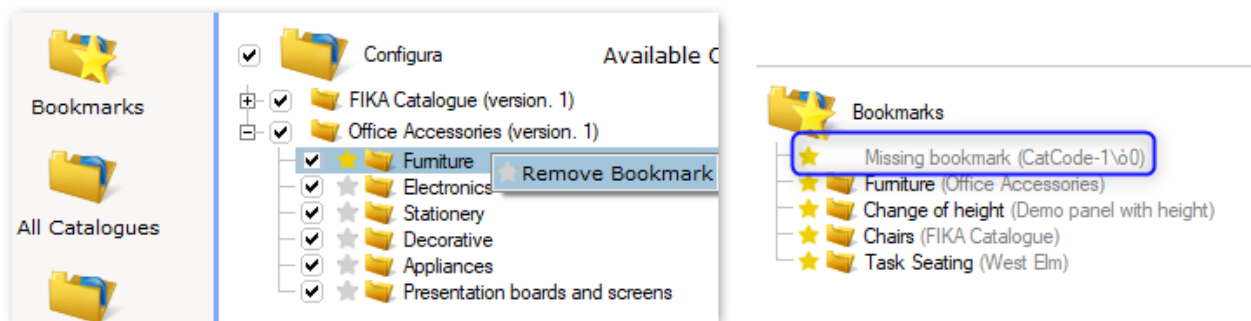 Bookmarks
All Catalogues
Configura
Available
FIKA Catalogue (version. 1)
Office Accessories (version. 1)
Furniture
Remove Bookmark
Electronics
Stationery
Decorative
Appliances
Presentation boards and screens
Bookmarks
Missing bookmark (CatCode-1\ò0)
Furniture (Office Accessories)
Change of height (Demo panel with height)
Chairs (FIKA Catalogue)
Task Seating (West Elm)